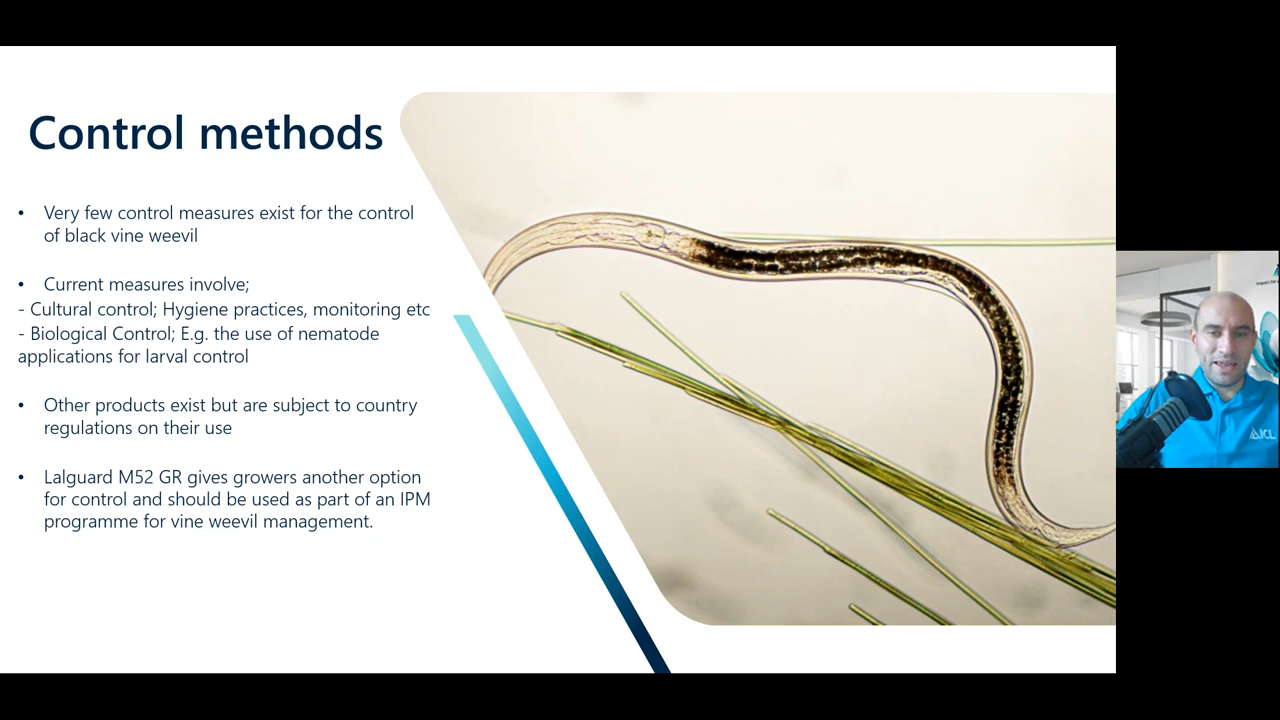 Control methods
• Very few control measures exist for the control
of black vine weevil
• Current measures involve;
- Cultural control; Hygiene practices, monitoring etc
- Biological Control; E.g. the use of nematode
applications for larval control
• Other products exist but are subject to country
regulations on their use
• Lalguard M52 GR gives growers another option
for control and should be used as part of an IPM
programme for vine weevil management.
ICL